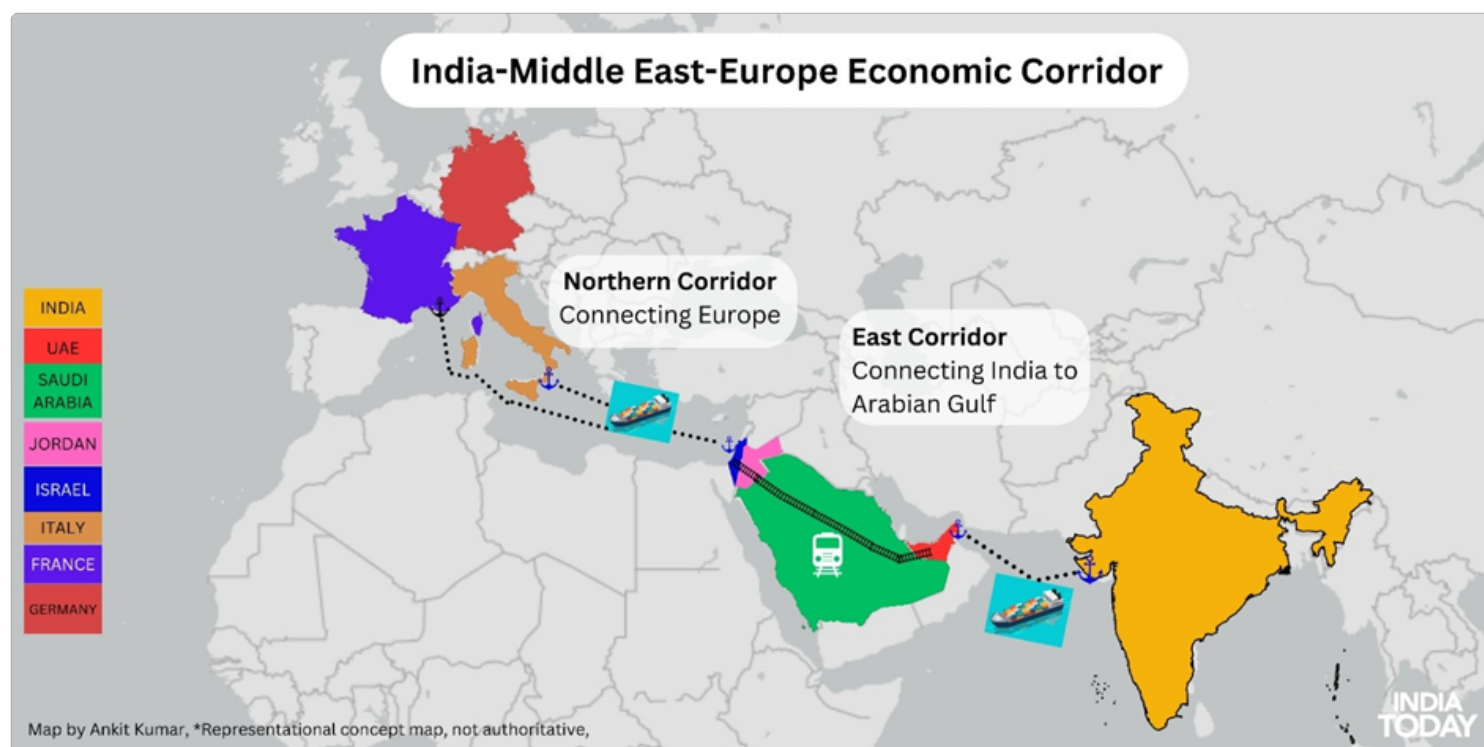 India-Middle East-Europe Economic Corridor
Northern Corridor
Connecting Europe
East Corridor
Connecting India to
Arabian Gulf
INDIA
UAE
SAUDI
ARABIA
JORDAN
ISRAEL
ITALY
FRANCE
GERMANY
Map by Ankit Kumar, *Representational concept map, not authoritative,
INDIA
TODAY